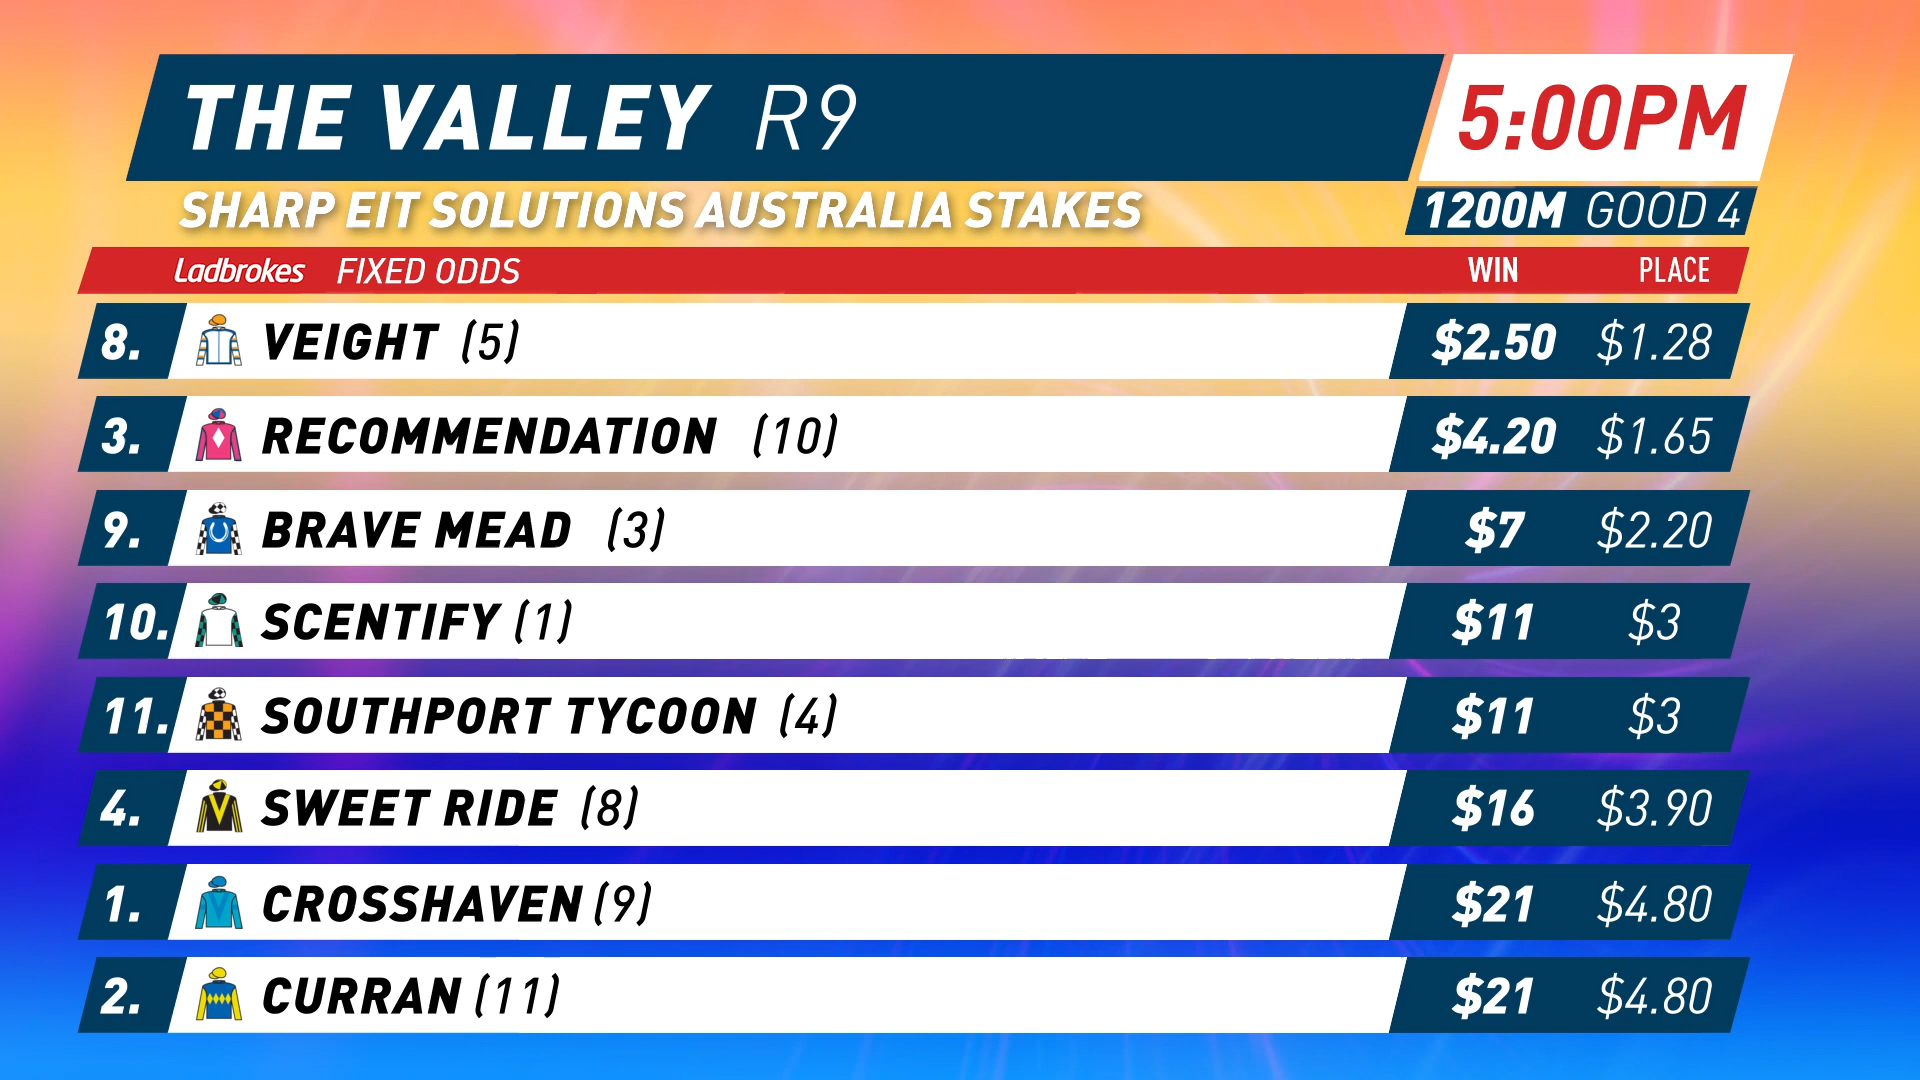 THE VALLEY R9 5:00PM
SHARP EIT SOLUTIONS AUSTRALIA STAKES 1200M GOOD 4
Ladbrokes FIXED ODDS WIN PLACE
8. VEIGHT (5) $2.50 $1.28
3. RECOMMENDATION (10) $4.20 $1.65
9. BRAVE MEAD (3) $7 $2.20
10. SCENTIFY (1) $11 $3
11. SOUTHPORT TYCOON (4) $11 $3
4. SWEET RIDE (8) $16 $3.90
1. CROSSHAVEN (9) $21 $4.80
2. CURRAN (11) $21 $4.80